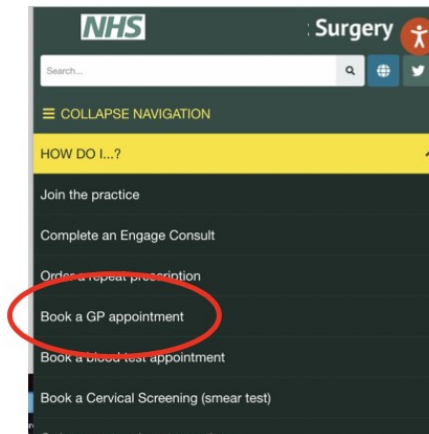 NHS
: Surgery
Search...
COLLAPSE NAVIGATION
HOW DO I...?
Join the practice
Complete an Engage Consult
Order a repeat prescription
Book a GP appointment
Book a blood test appointment
Book a Cervical Screening (smear test)